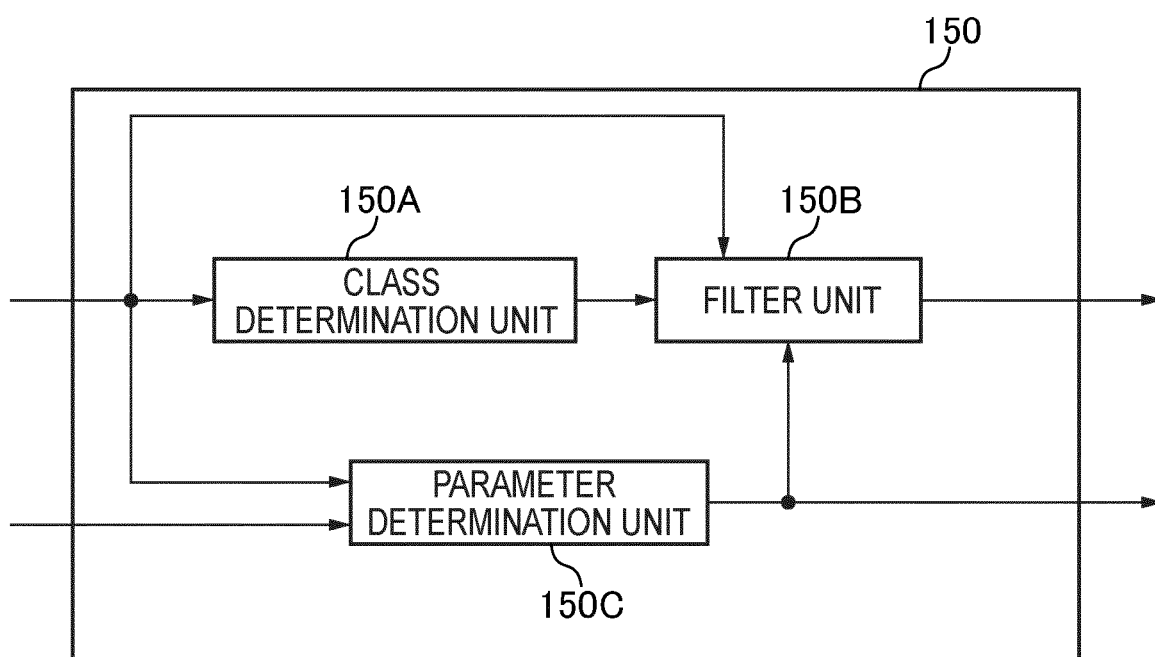 150
150A
150B
CLASS
DETERMINATION UNIT
FILTER UNIT
PARAMETER
DETERMINATION UNIT
150C